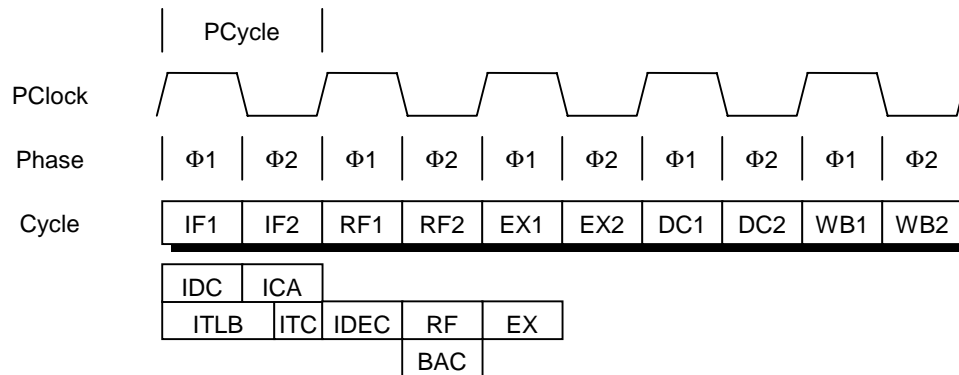 PCycle
PClock
Phase Φ1 Φ2 Φ1 Φ2 Φ1 Φ2 Φ1 Φ2 Φ1 Φ2
Cycle IF1 IF2 RF1 RF2 EX1 EX2 DC1 DC2 WB1 WB2
IDC ICA
ITLB ITC IDEC RF EX
BAC